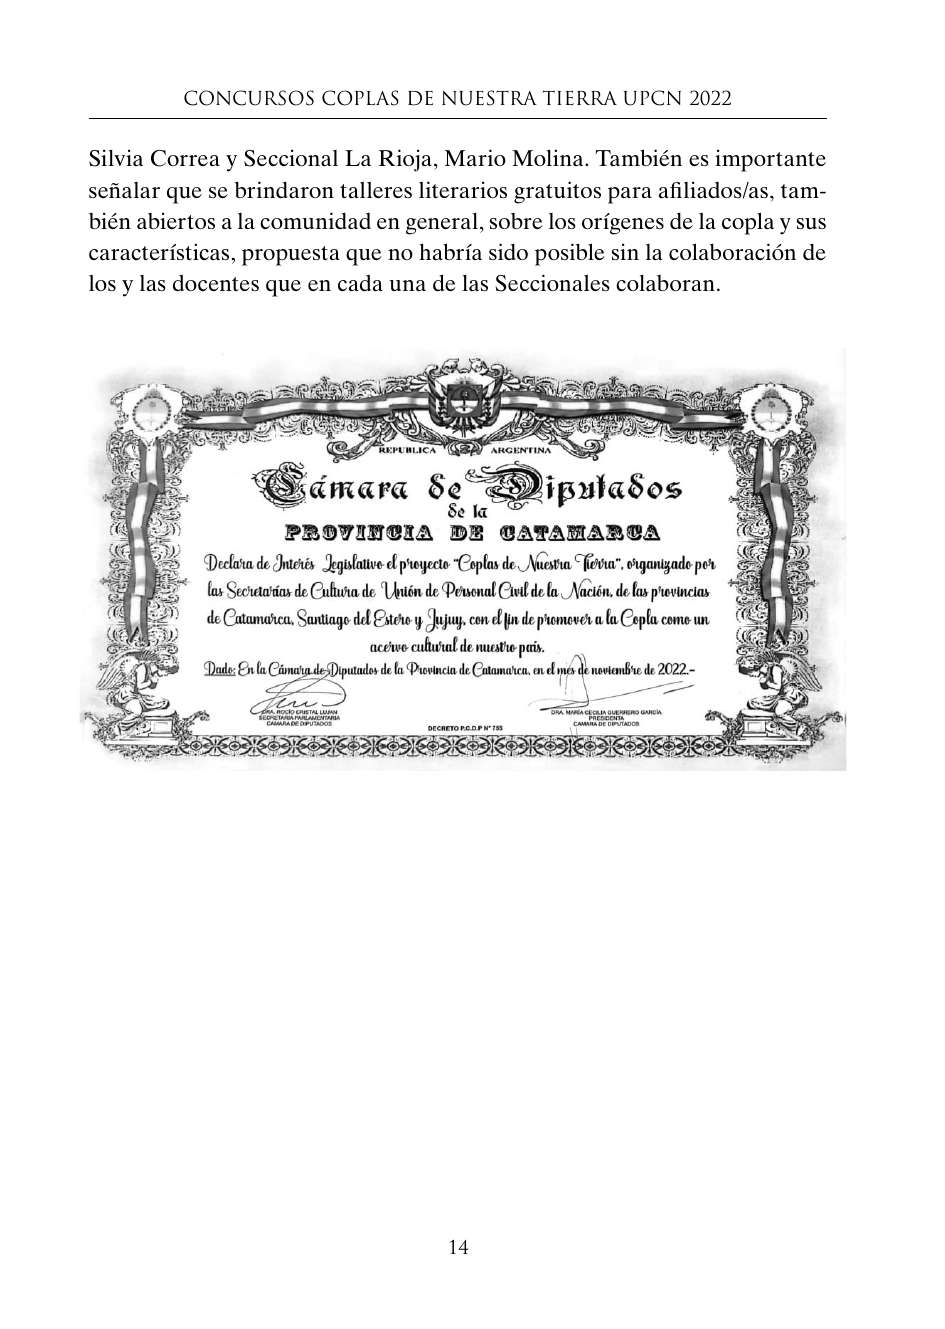 CONCURSOS COPLAS DE NUESTRA TIERRA UPCN 2022
Silvia Correa y Seccional La Rioja, Mario Molina. También es importante
señalar que se brindaron talleres literarios gratuitos para afiliados/as, tam-
bién abiertos a la comunidad en general, sobre los orígenes de la copla y sus
características, propuesta que no habría sido posible sin la colaboración de
los y las docentes que en cada una de las Seccionales colaboran.
REPUBLICA ARGENTINA
Cámara de Diputados
de la
PROVINCIA DE CATAMARCA
Declara de Interés Legislativo el proyecto "Coplas de Nuestra Tierra", organizado por
las Secretarías de Cultura de Unión de Personal Civil de la Nación, de las provincias
de Catamarca, Santiago del Estero y Jujuy, con el fin de promover a la Copla como un
acervo cultural de nuestro país.
Dado: En la Cámara de Diputados de la Provincia de Catamarca, en el mes de noviembre de 2022.-
DRA. ROCÍO CRISTAL LUJAN
SECRETARIA PARLAMENTARIA
CAMARA DE DIPUTADOS
DRA. MARÍA CECILIA GUERRERO GARCÍA
PRESIDENTA
CAMARA DE DIPUTADOS
DECRETO P.C.D.P N° 755
14